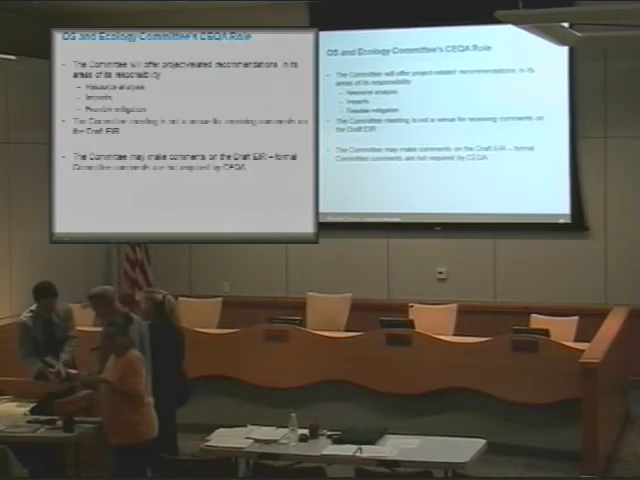 OS and Ecology Committee's CEQA Role
The Committee will offer project-related recommendations in its
areas of its responsibility
Resource analysis
Impacts
Feasible mitigation
The Committee meeting is not a venue for receiving comments on
the Draft EIR
The Committee may make comments on the Draft EIR – formal
Committee comments are not required by CEQA.
OS and Ecology Committee's CEQA Role
The Committee will offer project-related recommendations in its
areas of its responsibility
Resource analysis
Impacts
Feasible mitigation
The Committee meeting is not a venue for receiving comments on
the Draft EIR
The Committee may make comments on the Draft EIR – formal
Committee comments are not required by CEQA.